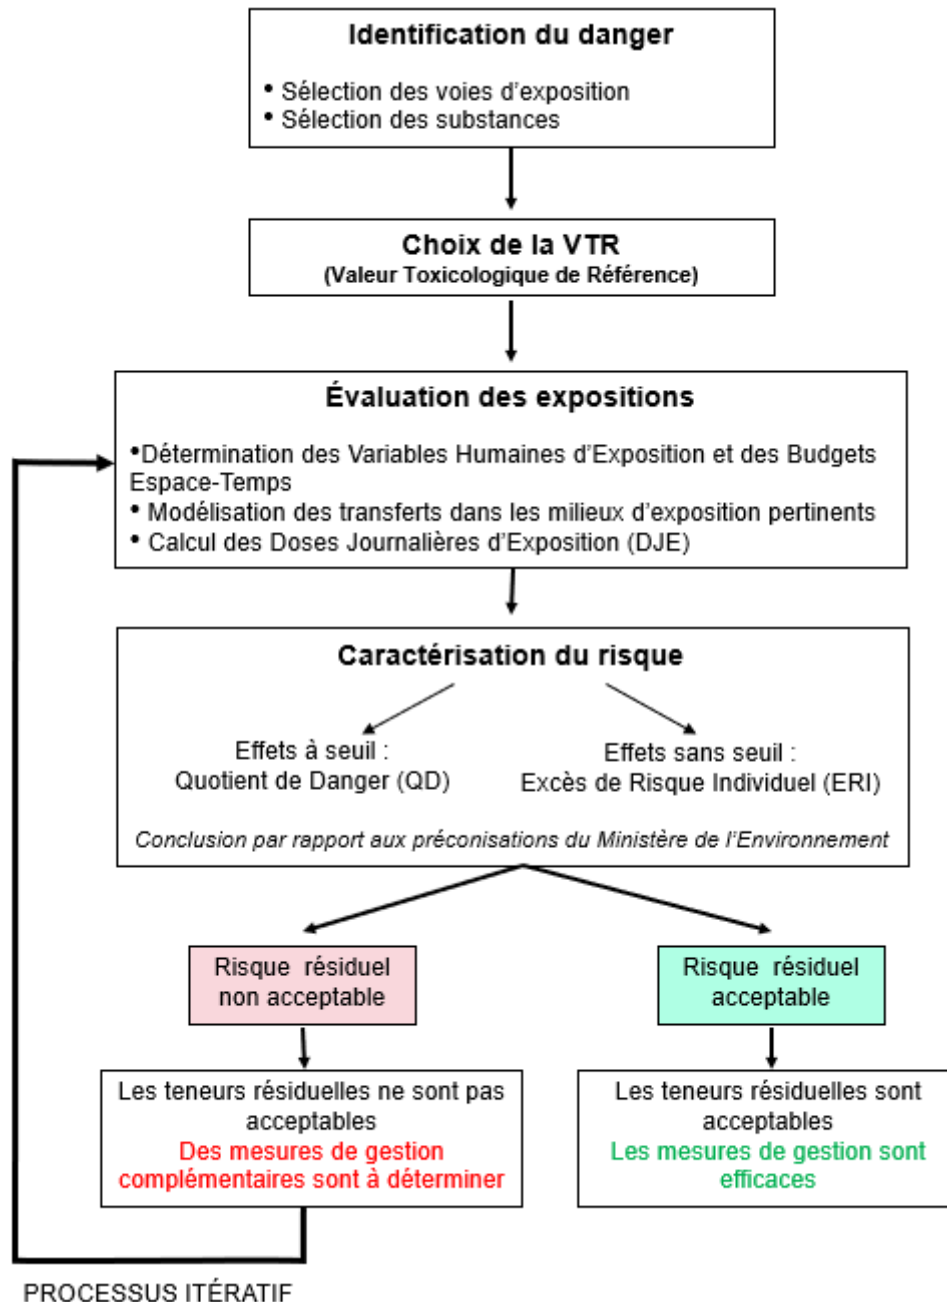 Identification du danger
• Sélection des voies d'exposition
• Sélection des substances
Choix de la VTR
(Valeur Toxicologique de Référence)
Évaluation des expositions
•Détermination des Variables Humaines d'Exposition et des Budgets
Espace-Temps
• Modélisation des transferts dans les milieux d'exposition pertinents
• Calcul des Doses Journalières d'Exposition (DJE)
Caractérisation du risque
Effets à seuil :
Quotient de Danger (QD)
Effets sans seuil :
Excès de Risque Individuel (ERI)
Conclusion par rapport aux préconisations du Ministère de l'Environnement
Risque résiduel
non acceptable
Risque résiduel
acceptable
Les teneurs résiduelles ne sont pas
acceptables
Des mesures de gestion
complémentaires sont à déterminer
Les teneurs résiduelles sont
acceptables
Les mesures de gestion sont
efficaces
PROCESSUS ITÉRATIF